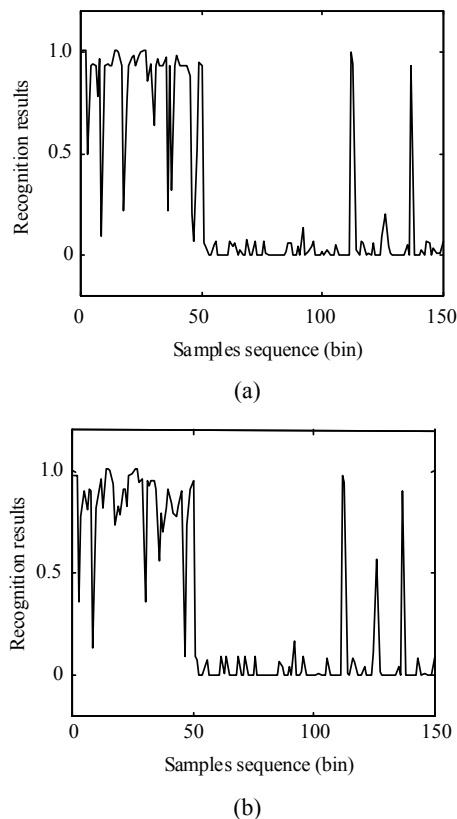 Recognition results
1.0
0.5
0
0 50 100 150
Samples sequence (bin)
(a)
Recognition results
1.0
0.5
0
0 50 100 150
Samples sequence (bin)
(b)